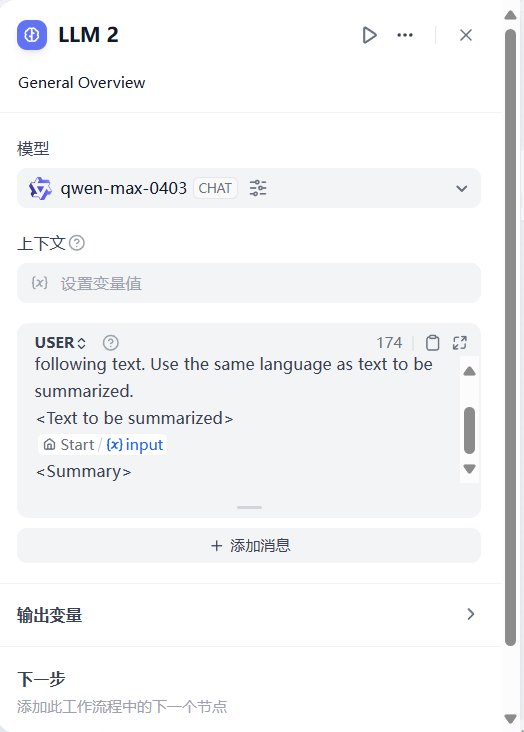 LLM 2
General Overview
模型
qwen-max-0403 CHAT
上下文
{x} 设置变量值
USER 174
following text. Use the same language as text to be
summarized.
<Text to be summarized>
Start / {x} input
<Summary>
+ 添加消息
输出变量
下一步
添加此工作流程中的下一个节点